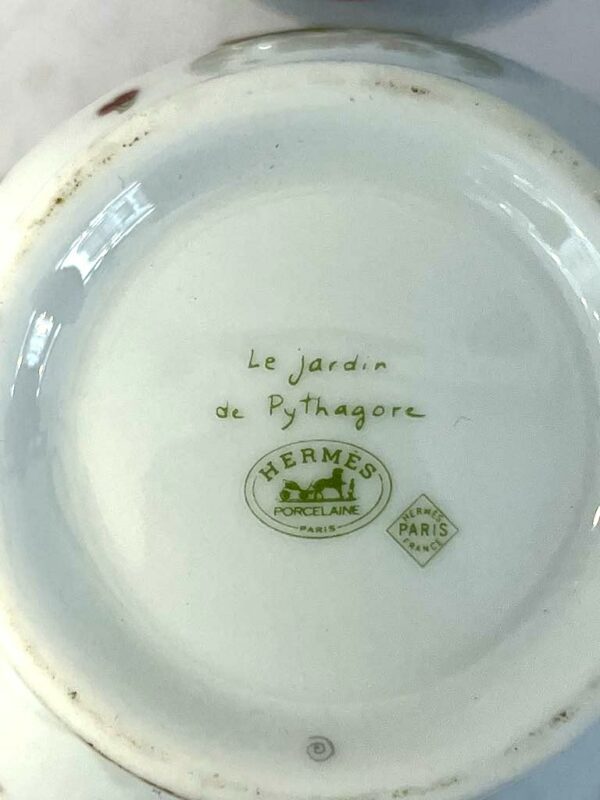 Le jardin
de Pythagore
HERMÈS
PORCELAINE
PARIS
HERMÈS
PARIS
FRANCE